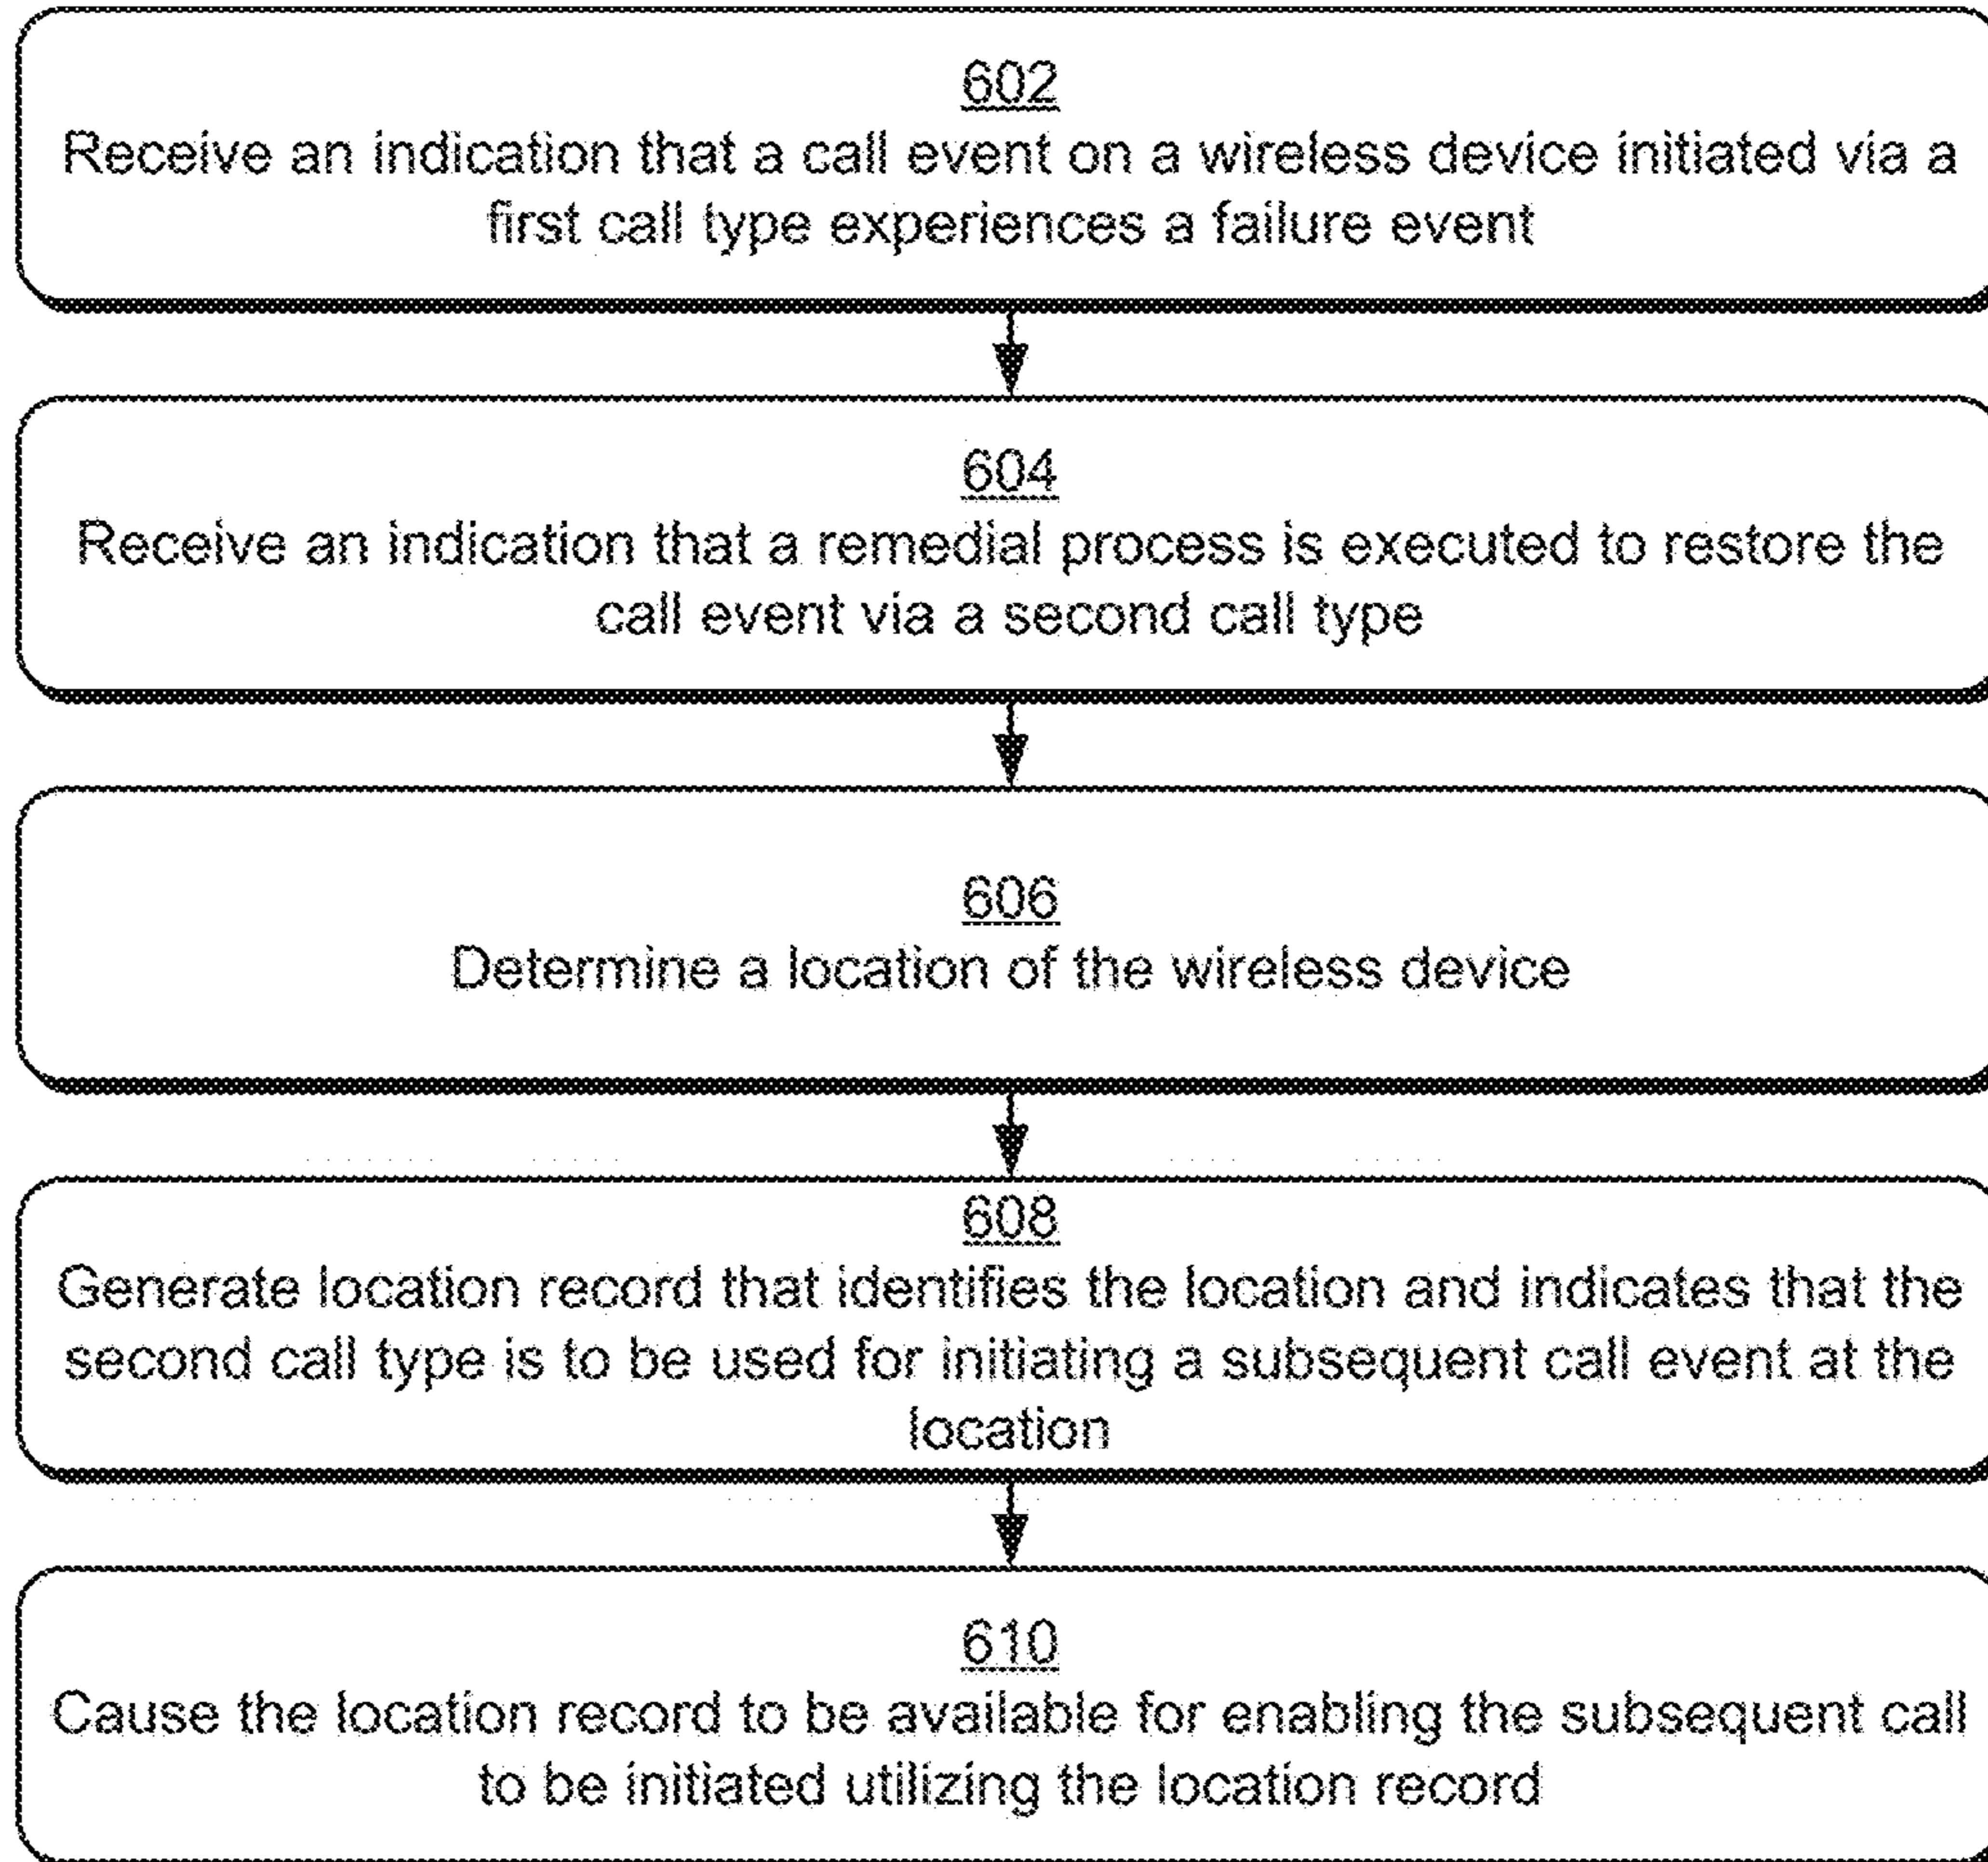 602
Receive an indication that a call event on a wireless device initiated via a
first call type experiences a failure event
604
Receive an indication that a remedial process is executed to restore the
call event via a second call type
606
Determine a location of the wireless device
608
Generate location record that identifies the location and indicates that the
second call type is to be used for initiating a subsequent call event at the
location
610
Cause the location record to be available for enabling the subsequent call
to be initiated utilizing the location record